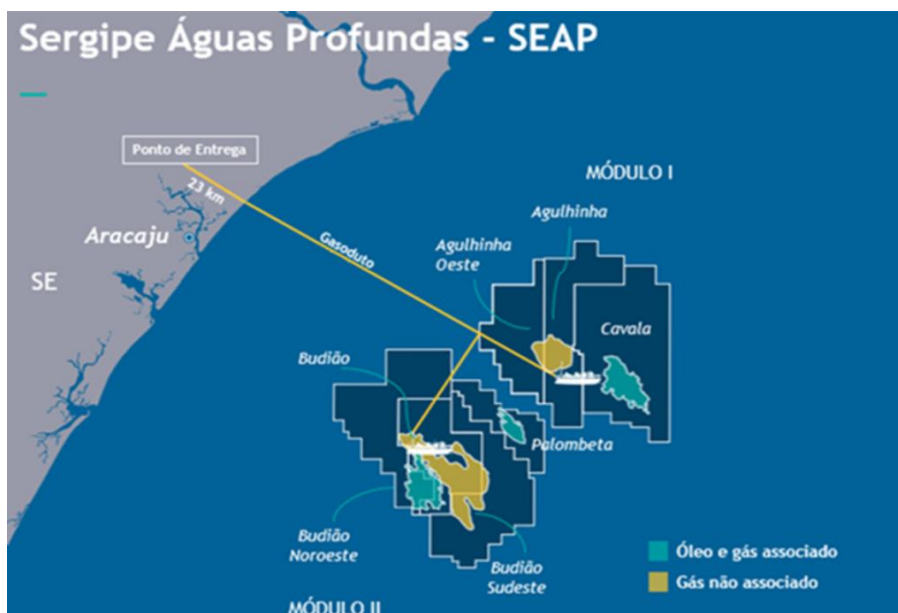 Sergipe Águas Profundas - SEAP
Ponto de Entrega
23 km
Aracaju
SE
Gasoduto
MÓDULO I
Agulhinha
Agulhinha
Oeste
Cavala
Budião
Palombeta
Budião
Noroeste
Budião
Sudeste
MÓDULO II
Óleo e gás associado
Gás não associado